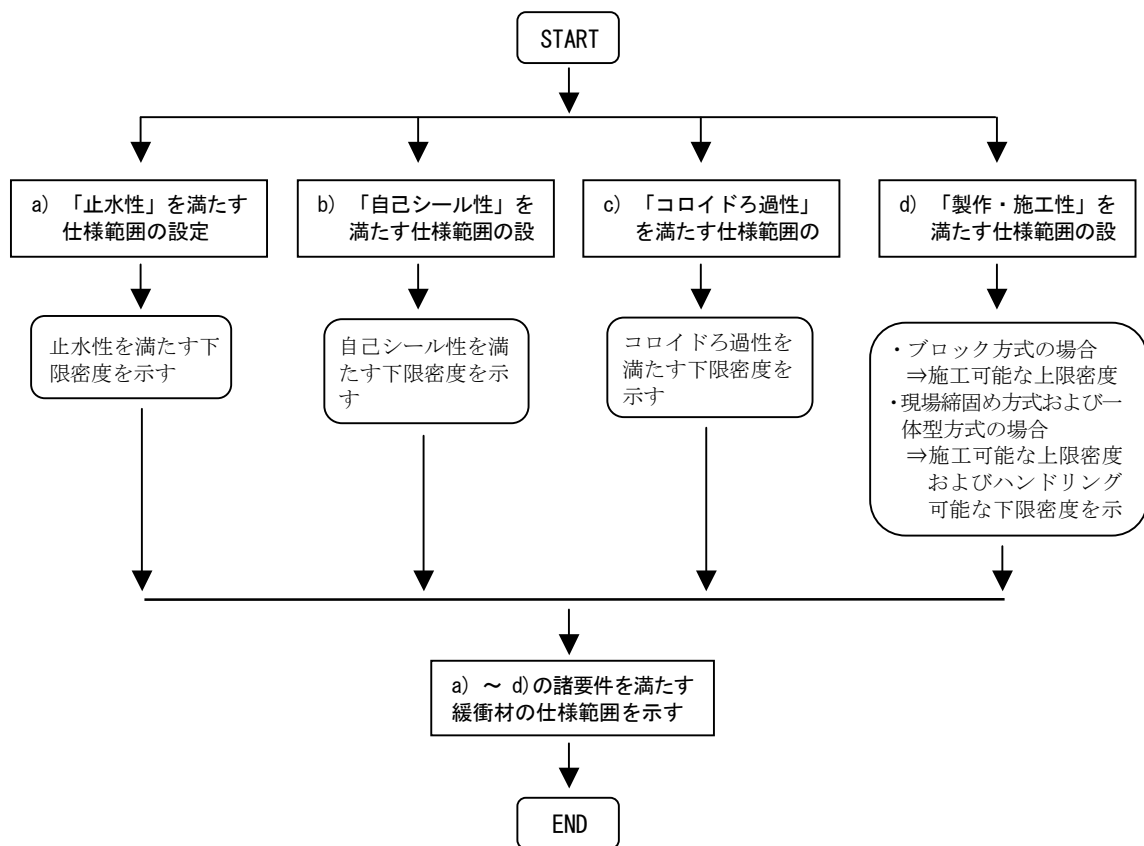 START
a) 「止水性」を満たす
仕様範囲の設定
b) 「自己シール性」を
満たす仕様範囲の設
c) 「コロイドろ過性」
を満たす仕様範囲の
d) 「製作・施工性」を
満たす仕様範囲の設
止水性を満たす下
限密度を示す
自己シール性を満
たす下限密度を示
す
コロイドろ過性を
満たす下限密度を
示す
・ブロック方式の場合
⇒施工可能な上限密度
・現場締固め方式および一
体型方式の場合
⇒施工可能な上限密度
およびハンドリング
可能な下限密度を示
a) ～ d)の諸要件を満たす
緩衝材の仕様範囲を示す
END